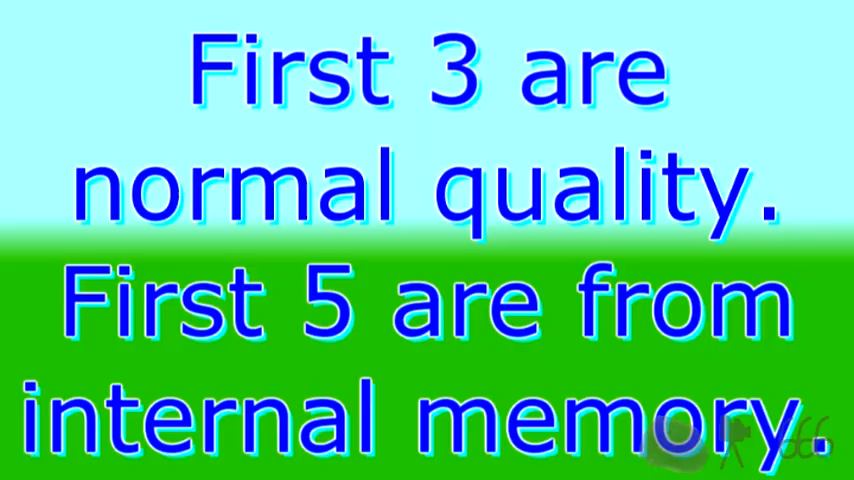 First 3 are
normal quality.
First 5 are from
internal memory.